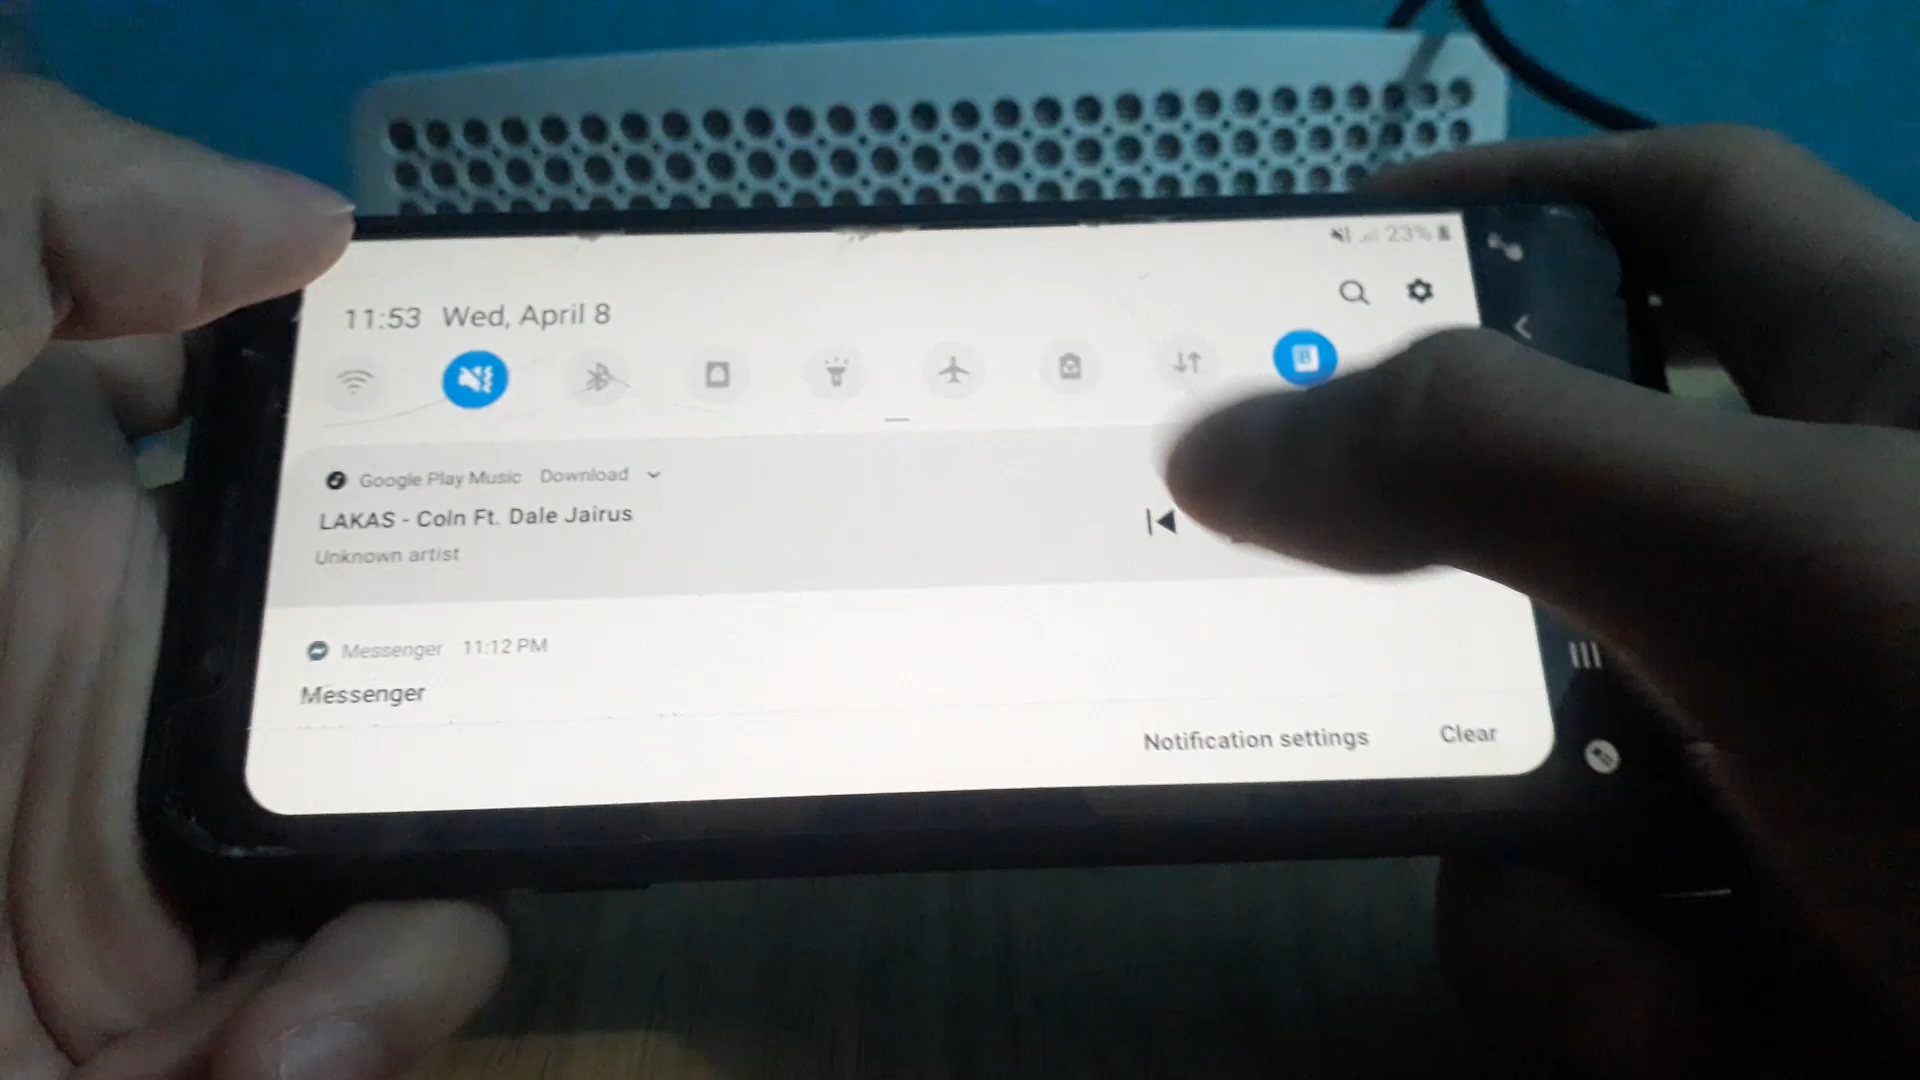 23%
11:53 Wed, April 8
B
Google Play Music Download
LAKAS - Coln Ft. Dale Jairus
Unknown artist
Messenger 11:12 PM
Messenger
Notification settings Clear